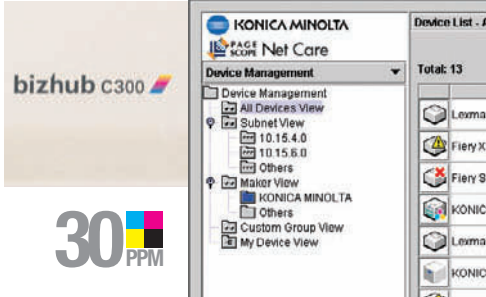 bizhub C300
30
PPM
KONICA MINOLTA
PAGE
SCOPE Net Care
Device Management
Device Management
All Devices View
Subnet View
10.15.4.0
10.15.6.0
Others
Maker View
KONICA MINOLTA
Others
Custom Group View
My Device View
Device List - A
Total: 13
Lexma
Fiery X
Fiery S
KONIC
Lexma
KONIC